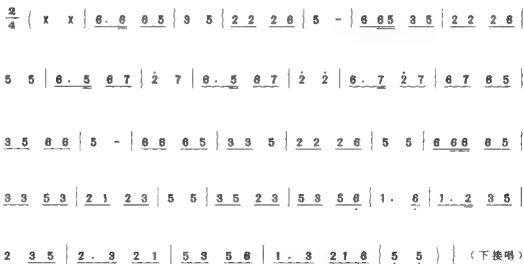 2/4 ( x x | 6. 6 6 5 | 3 5 | 2 2 2 6 | 5 - | 6 6 5 3 5 | 2 2 2 6 |
5 5 | 6. 5 6 7 | 2 7 | 6. 5 6 7 | 2 2 | 6. 7 2 7 | 6 7 6 5 |
3 5 6 6 | 5 - | 6 6 6 5 | 3 3 5 | 2 2 2 6 | 5 5 | 6 6 6 6 5 |
3 3 5 3 | 2 1 2 3 | 5 5 | 3 5 2 3 | 5 3 5 6 | 1. 6 | 1. 2 3 5 |
2 3 5 | 2. 3 2 1 | 5 3 5 6 | 1. 3 2 1 6 | 5 5 ) | (下接唱)